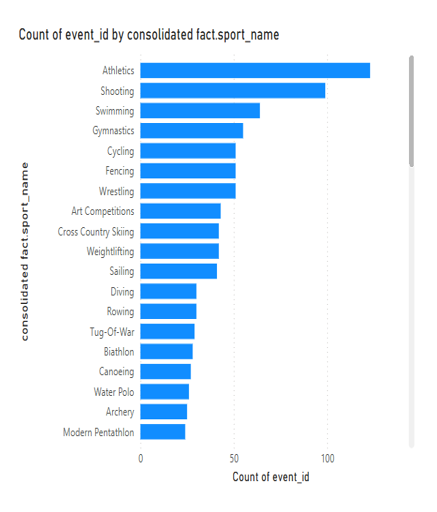 Count of event_id by consolidated fact.sport_name
consolidated fact.sport_name
Athletics
Shooting
Swimming
Gymnastics
Cycling
Fencing
Wrestling
Art Competitions
Cross Country Skiing
Weightlifting
Sailing
Diving
Rowing
Tug-Of-War
Biathlon
Canoeing
Water Polo
Archery
Modern Pentathlon
0 50 100
Count of event_id